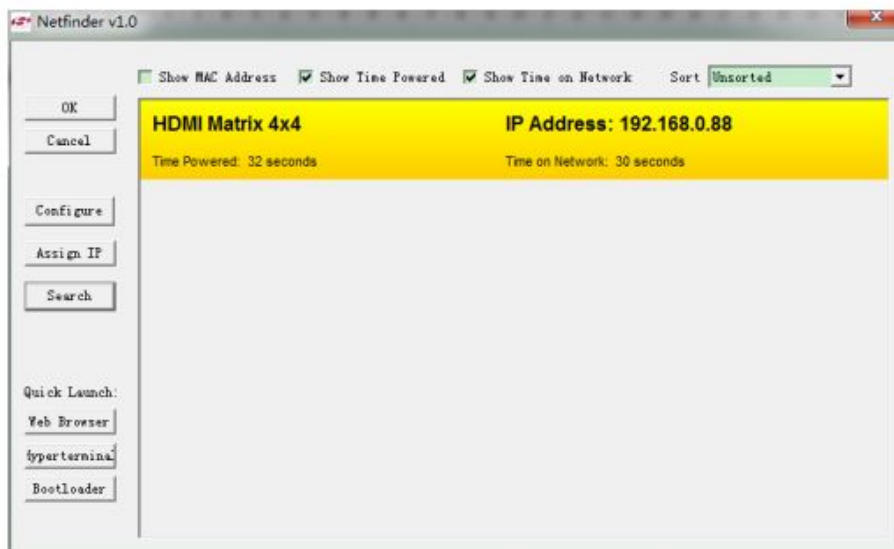 Netfinder v1.0
Show MAC Address Show Time Powered Show Time on Network Sort Unsorted
OK
Cancel
HDMI Matrix 4x4 IP Address: 192.168.0.88
Time Powered: 32 seconds Time on Network: 30 seconds
Configure
Assign IP
Search
Quick Launch:
Web Browser
Hyperterminal
Bootloader